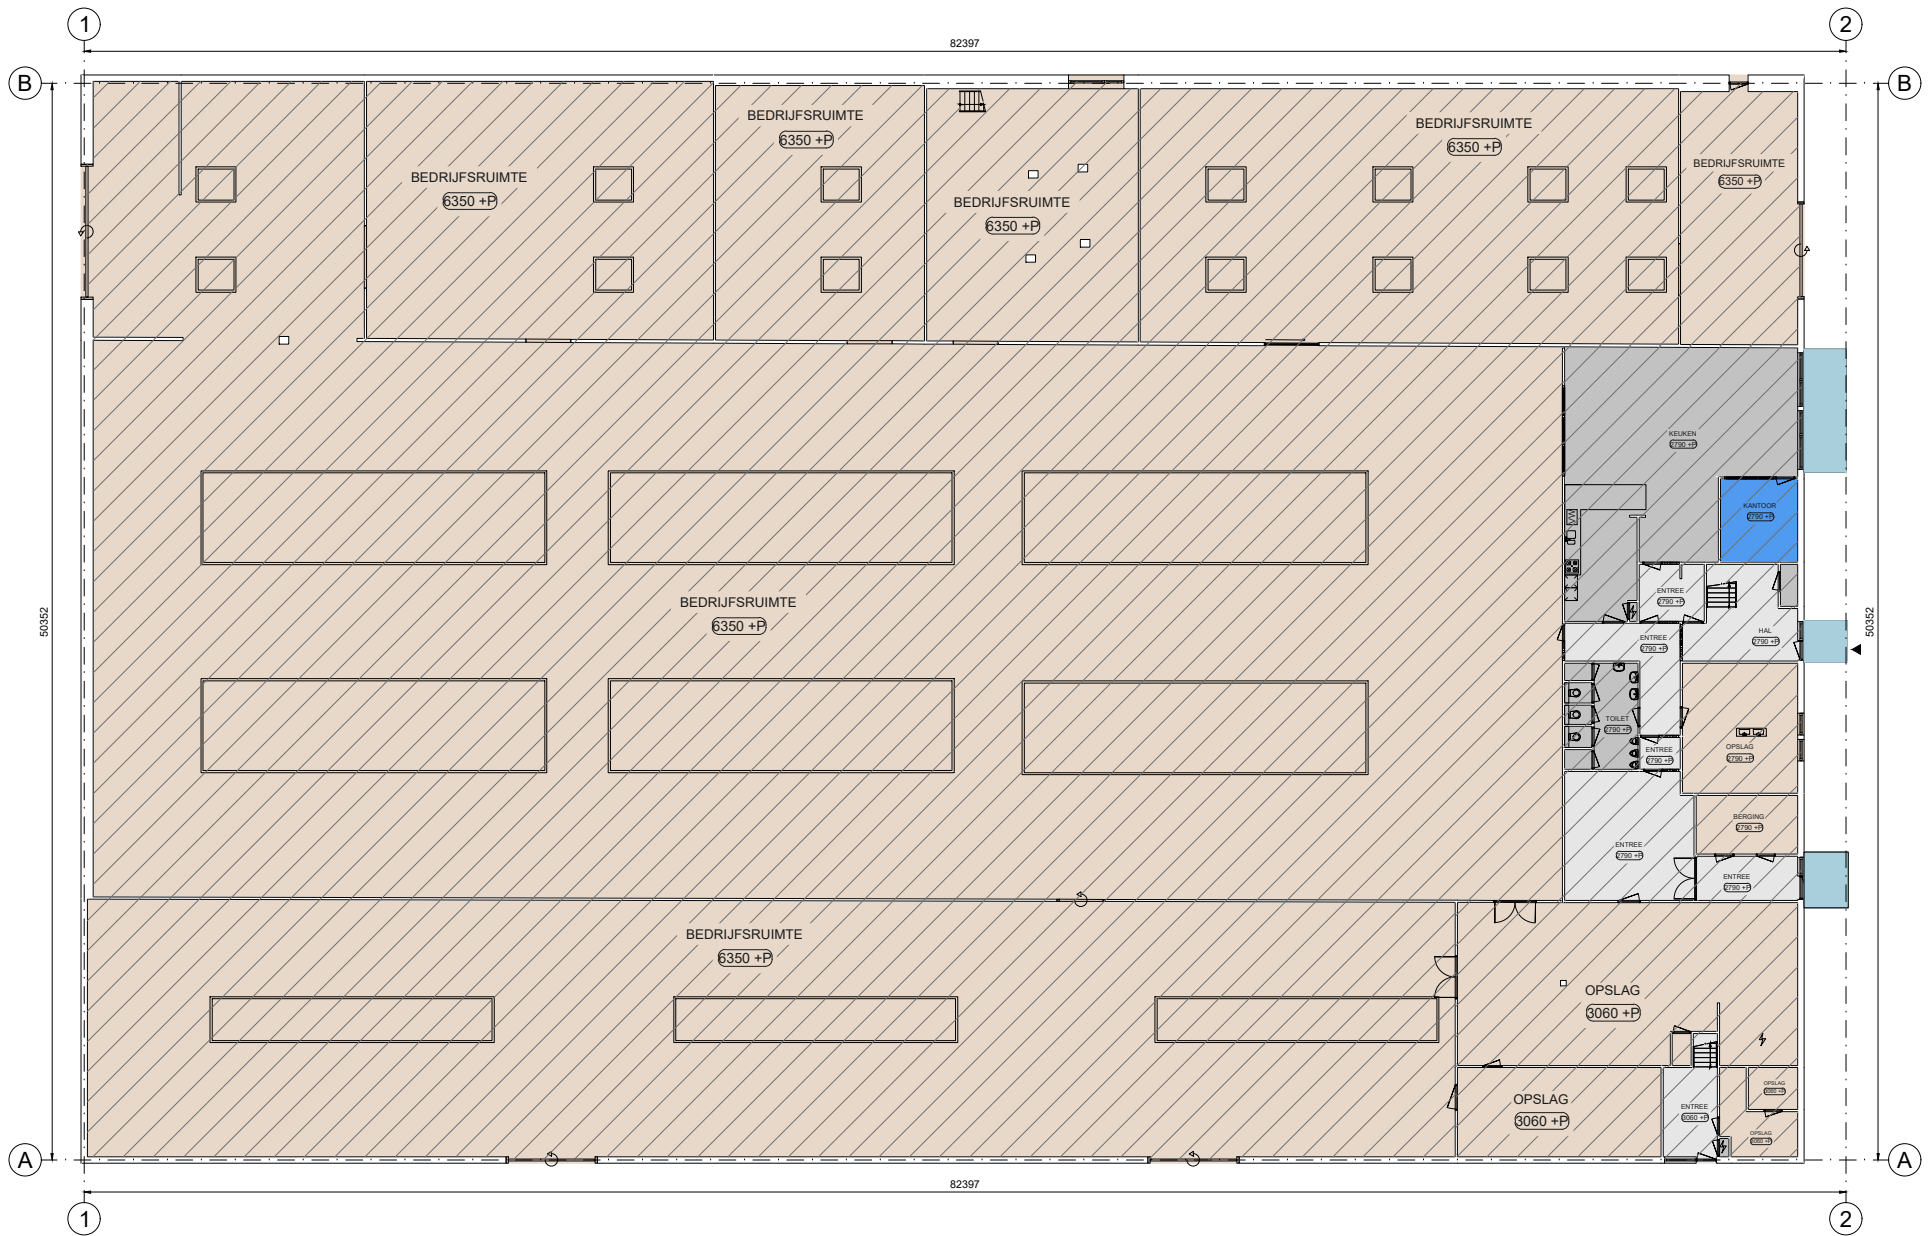 1
2
82397
B
B
BEDRIJFSRUIMTE
6350 +P
BEDRIJFSRUIMTE
6350 +P
BEDRIJFSRUIMTE
6350 +P
BEDRIJFSRUIMTE
6350 +P
BEDRIJFSRUIMTE
6350 +P
KEUKEN
2790 +P
KANTOOR
2790 +P
ENTREE
2790 +P
BEDRIJFSRUIMTE
6350 +P
50352
50352
HAL
2790 +P
ENTREE
2790 +P
TOILET
2790 +P
ENTREE
2790 +P
OPSLAG
2790 +P
BERGING
2790 +P
ENTREE
2790 +P
ENTREE
2790 +P
BEDRIJFSRUIMTE
6350 +P
OPSLAG
3060 +P
OPSLAG
3060 +P
OPSLAG
3060 +P
ENTREE
3060 +P
OPSLAG
3060 +P
A
A
82397
1
2